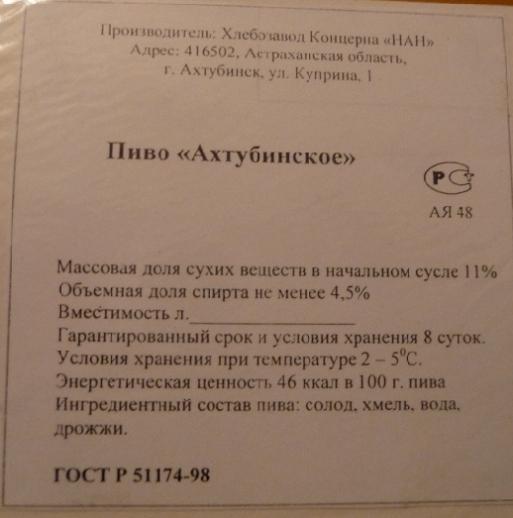 Производитель: Хлебозавод Концерна «НАН»
Адрес: 416502, Астраханская область,
г. Ахтубинск, ул. Куприна, 1
Пиво «Ахтубинское»
РС
АЯ 48
Массовая доля сухих веществ в начальном сусле 11%
Объемная доля спирта не менее 4,5%
Вместимость л.
Гарантированный срок и условия хранения 8 суток.
Условия хранения при температуре 2 – 5⁰С.
Энергетическая ценность 46 ккал в 100 г. пива
Ингредиентный состав пива: солод, хмель, вода,
дрожжи.
ГОСТ Р 51174-98